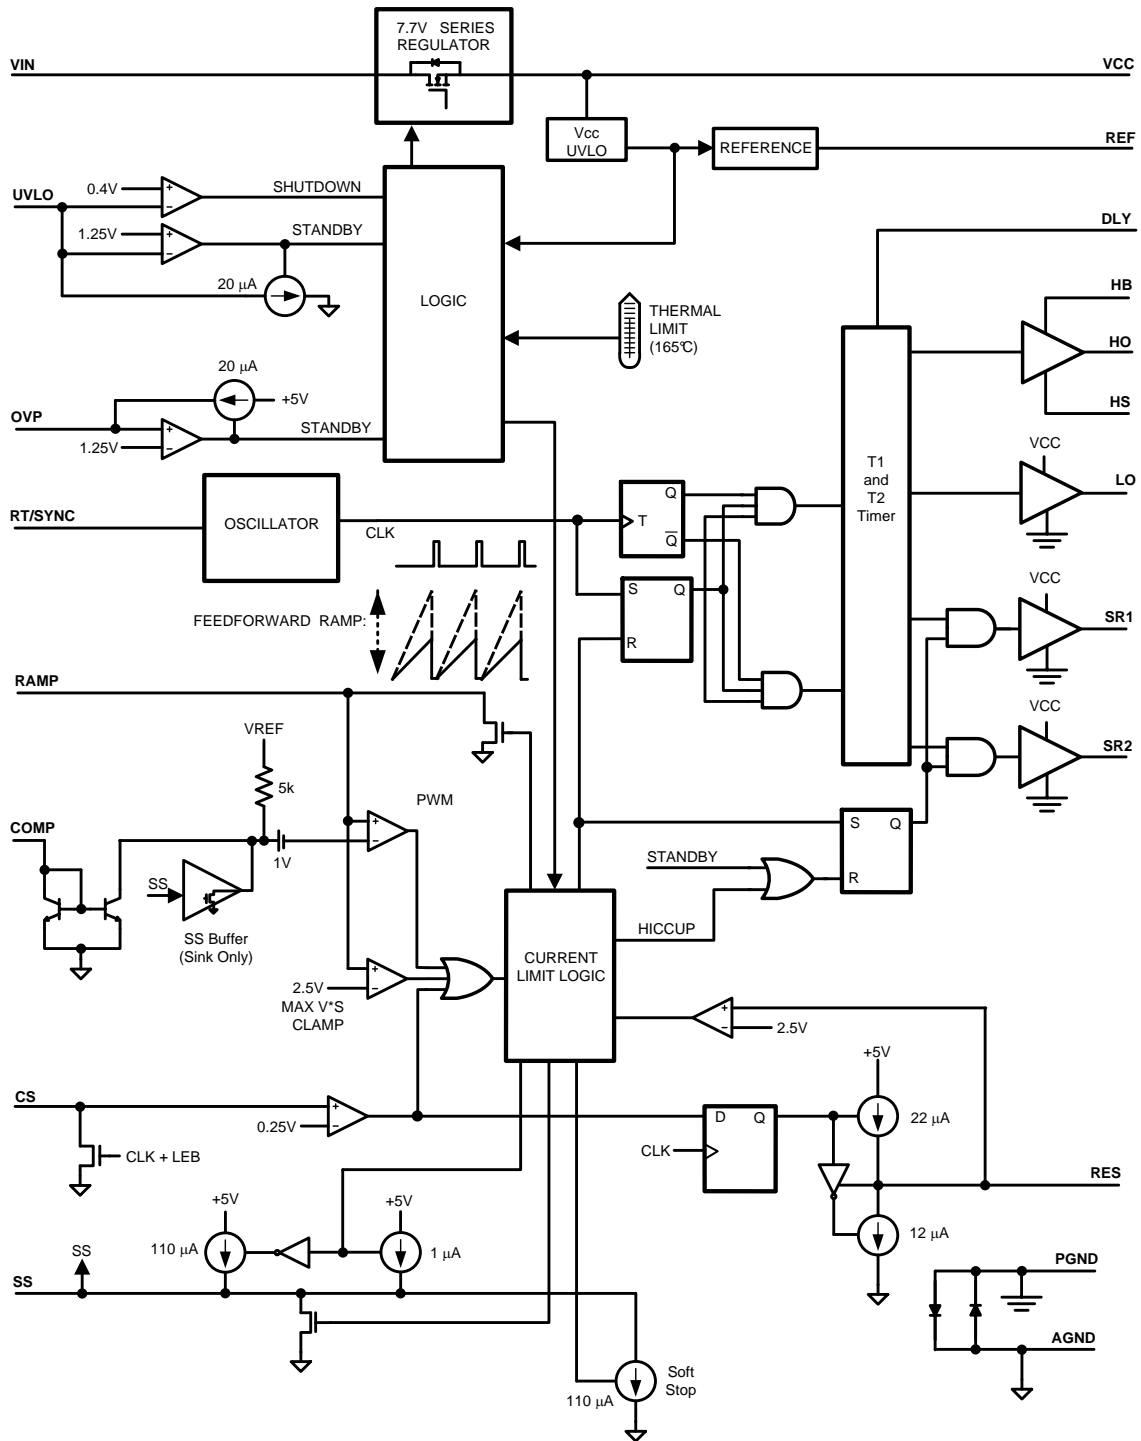 7.7V SERIES
REGULATOR
VIN
VCC
Vcc
UVLO
REFERENCE
REF
UVLO
0.4V
+
−
SHUTDOWN
1.25V
+
−
STANDBY
20 μA
LOGIC
DLY
HB
HO
HS
THERMAL
LIMIT
(165°C)
20 μA
+5V
OVP
+
−
1.25V
STANDBY
VCC
LO
T1
and
T2
Timer
RT/SYNC
OSCILLATOR
CLK
Q
T
Q
S
Q
R
FEEDFORWARD RAMP:
VCC
SR1
RAMP
VREF
5k
PWM
VCC
SR2
COMP
+
−
1V
SS
SS Buffer
(Sink Only)
STANDBY
S
Q
R
HICCUP
CURRENT
LIMIT LOGIC
+
−
2.5V
MAX V*S
CLAMP
+
−
2.5V
+5V
CS
+
−
0.25V
D
Q
CLK
22 μA
CLK + LEB
RES
+5V
+5V
110 μA
1 μA
12 μA
SS
SS
PGND
AGND
Soft
Stop
110 μA